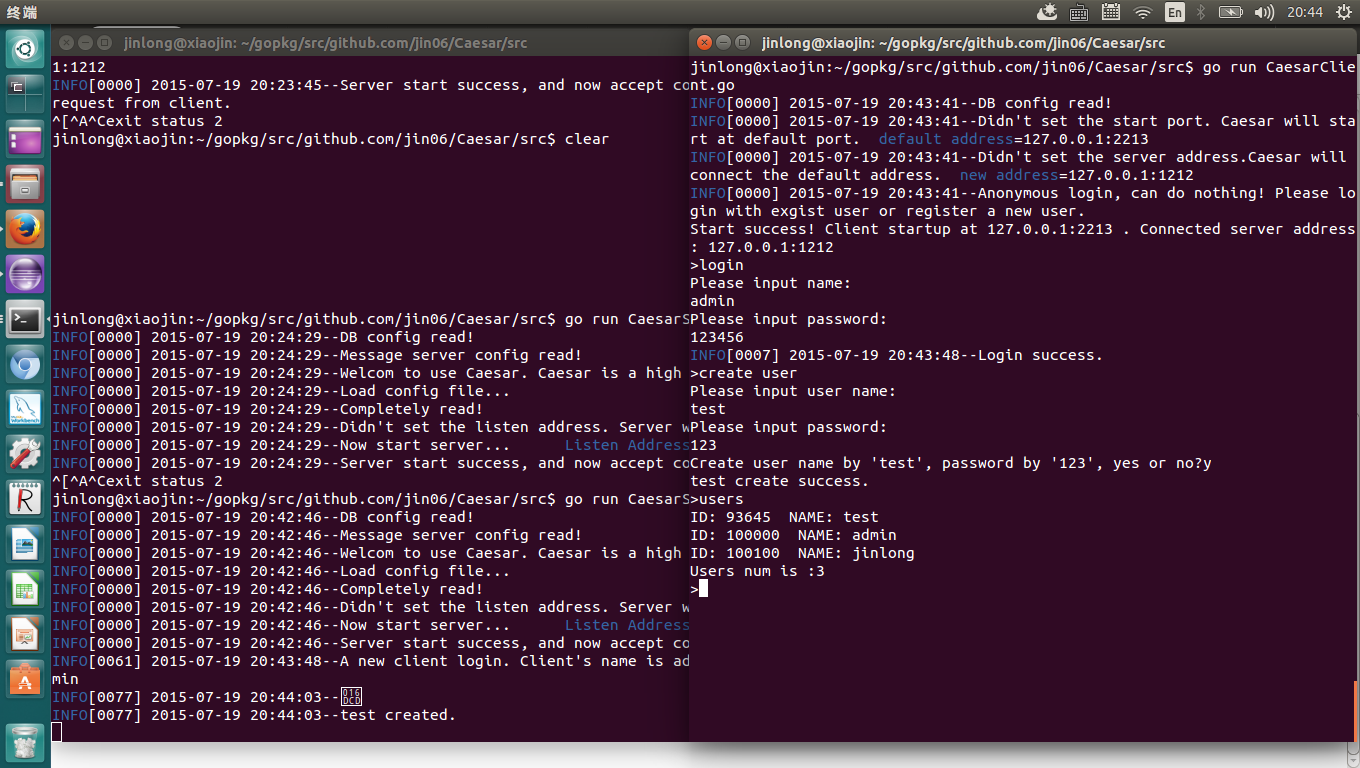 终端
En
20:44
jinlong@xiaojin: ~/gopkg/src/github.com/jin06/Caesar/src
1:1212
INFO[0000] 2015-07-19 20:23:45--Server start success, and now accept co
request from client.
^[^A^Cexit status 2
jinlong@xiaojin:~/gopkg/src/github.com/jin06/Caesar/src$ clear
jinlong@xiaojin:~/gopkg/src/github.com/jin06/Caesar/src$ go run CaesarS
INFO[0000] 2015-07-19 20:24:29--DB config read!
INFO[0000] 2015-07-19 20:24:29--Message server config read!
INFO[0000] 2015-07-19 20:24:29--Welcom to use Caesar. Caesar is a high
INFO[0000] 2015-07-19 20:24:29--Load config file...
INFO[0000] 2015-07-19 20:24:29--Completely read!
INFO[0000] 2015-07-19 20:24:29--Didn't set the listen address. Server w
INFO[0000] 2015-07-19 20:24:29--Now start server...      Listen Address
INFO[0000] 2015-07-19 20:24:29--Server start success, and now accept co
^[^A^Cexit status 2
jinlong@xiaojin:~/gopkg/src/github.com/jin06/Caesar/src$ go run CaesarS
INFO[0000] 2015-07-19 20:42:46--DB config read!
INFO[0000] 2015-07-19 20:42:46--Message server config read!
INFO[0000] 2015-07-19 20:42:46--Welcom to use Caesar. Caesar is a high
INFO[0000] 2015-07-19 20:42:46--Load config file...
INFO[0000] 2015-07-19 20:42:46--Completely read!
INFO[0000] 2015-07-19 20:42:46--Didn't set the listen address. Server w
INFO[0000] 2015-07-19 20:42:46--Now start server...      Listen Address
INFO[0000] 2015-07-19 20:42:46--Server start success, and now accept co
INFO[0061] 2015-07-19 20:43:48--A new client login. Client's name is ad
min
INFO[0077] 2015-07-19 20:44:03--
INFO[0077] 2015-07-19 20:44:03--test created.
jinlong@xiaojin: ~/gopkg/src/github.com/jin06/Caesar/src
jinlong@xiaojin:~/gopkg/src/github.com/jin06/Caesar/src$ go run CaesarClie
nt.go
INFO[0000] 2015-07-19 20:43:41--DB config read!
INFO[0000] 2015-07-19 20:43:41--Didn't set the start port. Caesar will sta
rt at default port.  default address=127.0.0.1:2213
INFO[0000] 2015-07-19 20:43:41--Didn't set the server address.Caesar will
connect the default address.  new address=127.0.0.1:1212
INFO[0000] 2015-07-19 20:43:41--Anonymous login, can do nothing! Please lo
gin with exgist user or register a new user.
Start success! Client startup at 127.0.0.1:2213 . Connected server address
: 127.0.0.1:1212
>login
Please input name:
admin
Please input password:
123456
INFO[0007] 2015-07-19 20:43:48--Login success.
>create user
Please input user name:
test
Please input password:
123
Create user name by 'test', password by '123', yes or no?y
test create success.
>users
ID: 93645  NAME: test
ID: 100000  NAME: admin
ID: 100100  NAME: jinlong
Users num is :3
>